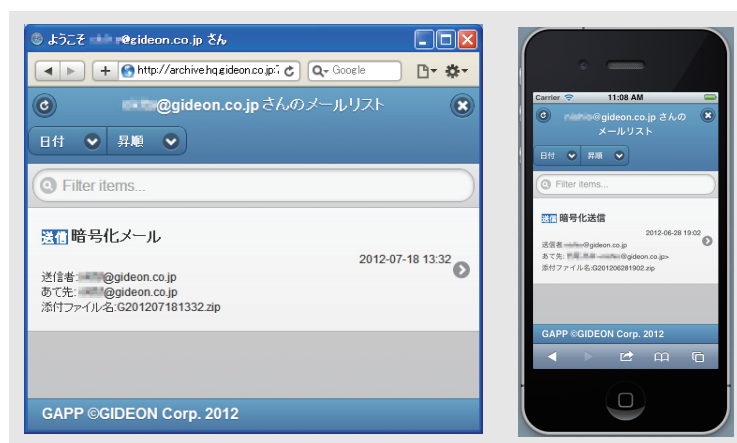 ようこそ @gideon.co.jp さん
http://archive.hq.gideon.co.jp:
Google
@gideon.co.jp さんのメールリスト
日付
昇順
Filter items...
送信 暗号化メール
2012-07-18 13:32
送信者: @gideon.co.jp
あて先: @gideon.co.jp
添付ファイル名:G201207181332.zip
GAPP ©GIDEON Corp. 2012
Carrier
11:08 AM
@gideon.co.jp さんの
メールリスト
日付
昇順
Filter items...
送信 暗号化送信
2012-06-28 19:02
送信者: @gideon.co.jp
あて先: @gideon.co.jp>
添付ファイル名:G201206281902.zip
GAPP ©GIDEON Corp. 2012